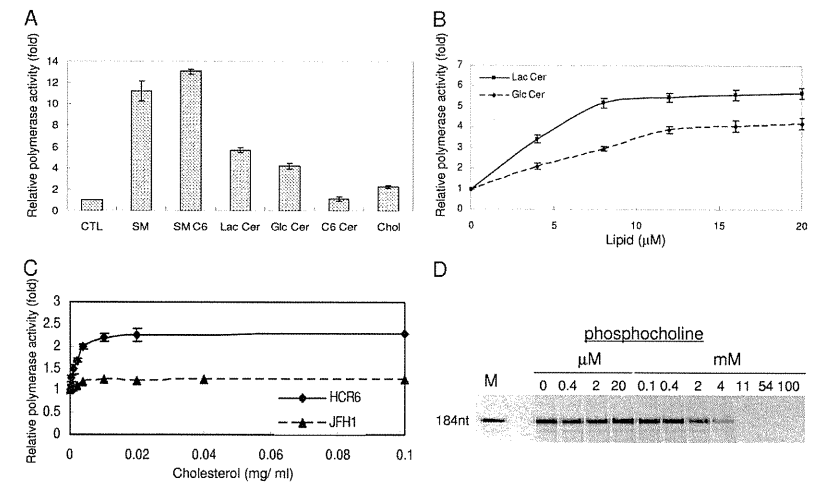 A
Relative polymerase activity (fold)
14
12
10
8
6
4
2
0
CTL SM SM C6 Lac Cer Glc Cer C6 Cer Chol
B
Relative polymerase activity (fold)
7
6
5
4
3
2
1
0
Lac Cer
Glc Cer
0 5 10 15 20
Lipid (μM)
C
Relative polymerase activity (fold)
3
2.5
2
1.5
1
0.5
0
HCR6
JFH1
0 0.02 0.04 0.06 0.08 0.1
Cholesterol (mg/ ml)
D
phosphocholine
μM mM
M 0 0.4 2 20 0.1 0.4 2 4 11 54 100
184nt